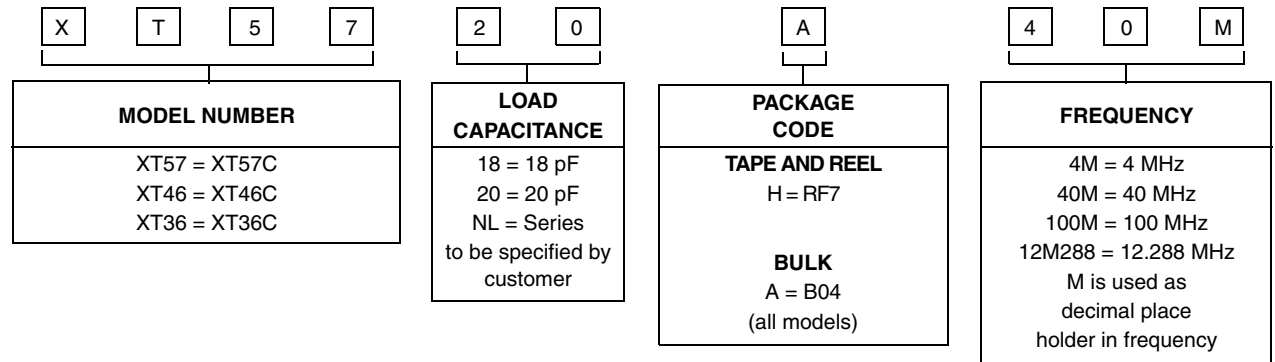 X T 5 7 2 0 A 4 0 M
MODEL NUMBER
XT57 = XT57C
XT46 = XT46C
XT36 = XT36C
LOAD
CAPACITANCE
18 = 18 pF
20 = 20 pF
NL = Series
to be specified by
customer
PACKAGE
CODE
TAPE AND REEL
H = RF7
BULK
A = B04
(all models)
FREQUENCY
4M = 4 MHz
40M = 40 MHz
100M = 100 MHz
12M288 = 12.288 MHz
M is used as
decimal place
holder in frequency